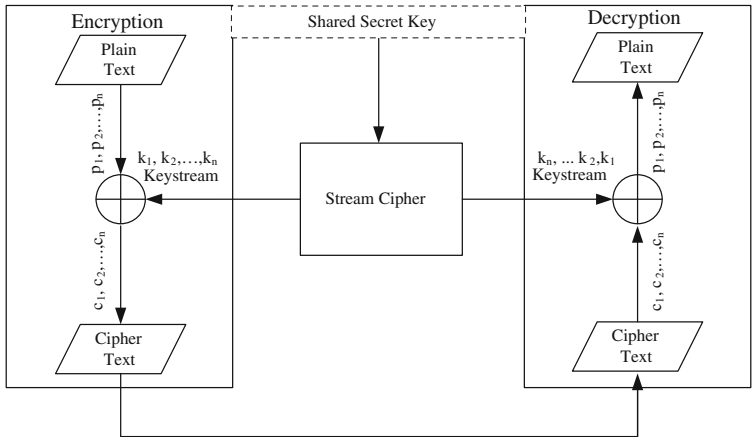 Encryption
Shared Secret Key
Decryption
Plain
Text
Plain
Text
p1, p2,…,pn
k1, k2,…,kn
Keystream
Stream Cipher
kn, ... k2,k1
Keystream
p1, p2,…,pn
c1, c2,…,cn
c1, c2,…,cn
Cipher
Text
Cipher
Text